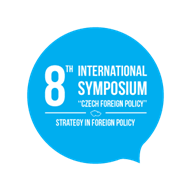 8TH INTERNATIONAL
SYMPOSIUM
"CZECH FOREIGN POLICY"
STRATEGY IN FOREIGN POLICY